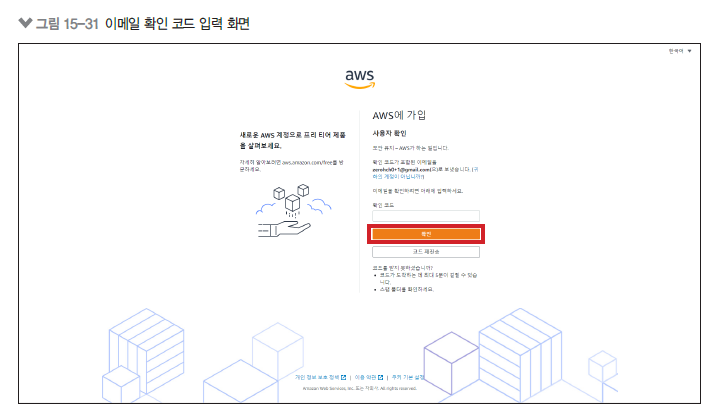 그림 15-31 이메일 확인 코드 입력 화면
한국어
aws
새로운 AWS 계정으로 프리 티어 제품
을 살펴보세요.
자세히 알아보려면 aws.amazon.com/free를 방
문하세요.
AWS에 가입
사용자 확인
보안 유지 – AWS가 하는 일입니다.
확인 코드가 포함된 이메일을
zerohch0+1@gmail.com(으)로 보냈습니다. (귀
하의 계정이 아닙니까?)
이메일을 확인하려면 아래에 입력하세요.
확인 코드
확인
코드 재전송
코드를 받지 못하셨습니까?
• 코드가 도착하는 데 최대 5분이 걸릴 수 있습
니다.
• 스팸 폴더를 확인하세요.
개인 정보 보호 정책 | 이용 약관 | 쿠키 기본 설정
Amazon Web Services, Inc. 또는 자회사. All rights reserved.